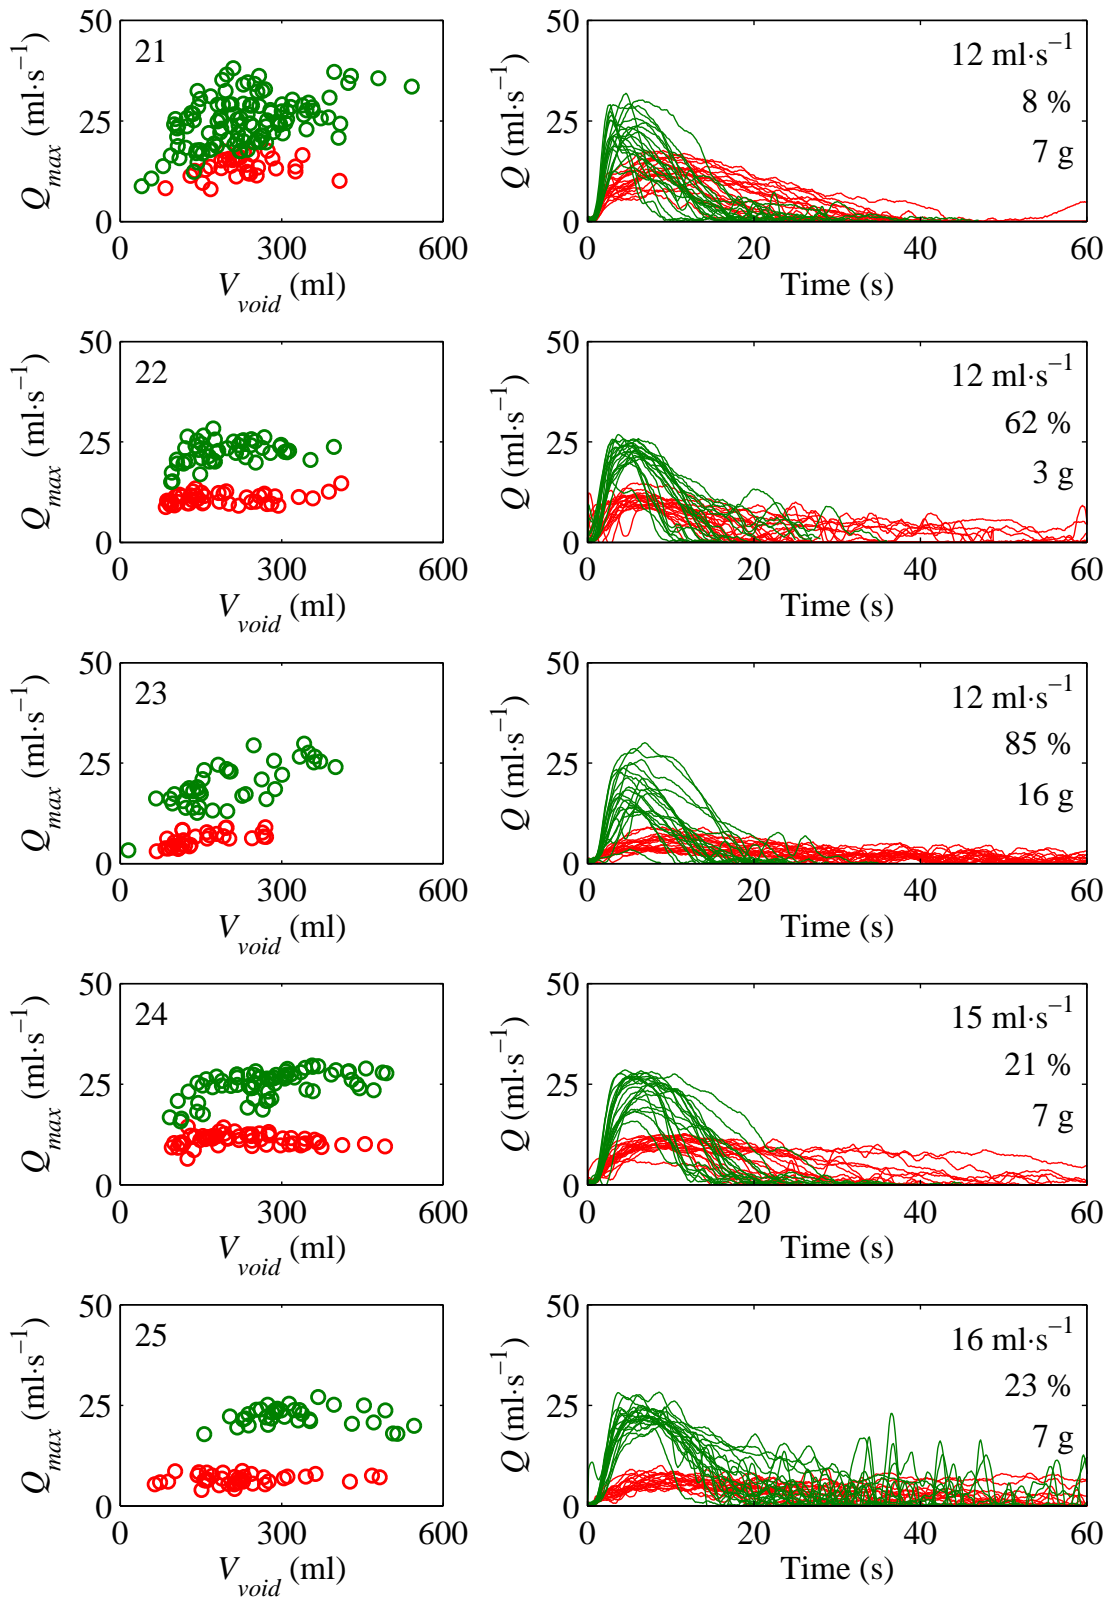 50
25
0
Q_max (ml·s⁻¹)
21
0 300 600
V_void (ml)
50
25
0
Q (ml·s⁻¹)
12 ml·s⁻¹
8 %
7 g
0 20 40 60
Time (s)
50
25
0
Q_max (ml·s⁻¹)
22
0 300 600
V_void (ml)
50
25
0
Q (ml·s⁻¹)
12 ml·s⁻¹
62 %
3 g
0 20 40 60
Time (s)
50
25
0
Q_max (ml·s⁻¹)
23
0 300 600
V_void (ml)
50
25
0
Q (ml·s⁻¹)
12 ml·s⁻¹
85 %
16 g
0 20 40 60
Time (s)
50
25
0
Q_max (ml·s⁻¹)
24
0 300 600
V_void (ml)
50
25
0
Q (ml·s⁻¹)
15 ml·s⁻¹
21 %
7 g
0 20 40 60
Time (s)
50
25
0
Q_max (ml·s⁻¹)
25
0 300 600
V_void (ml)
50
25
0
Q (ml·s⁻¹)
16 ml·s⁻¹
23 %
7 g
0 20 40 60
Time (s)